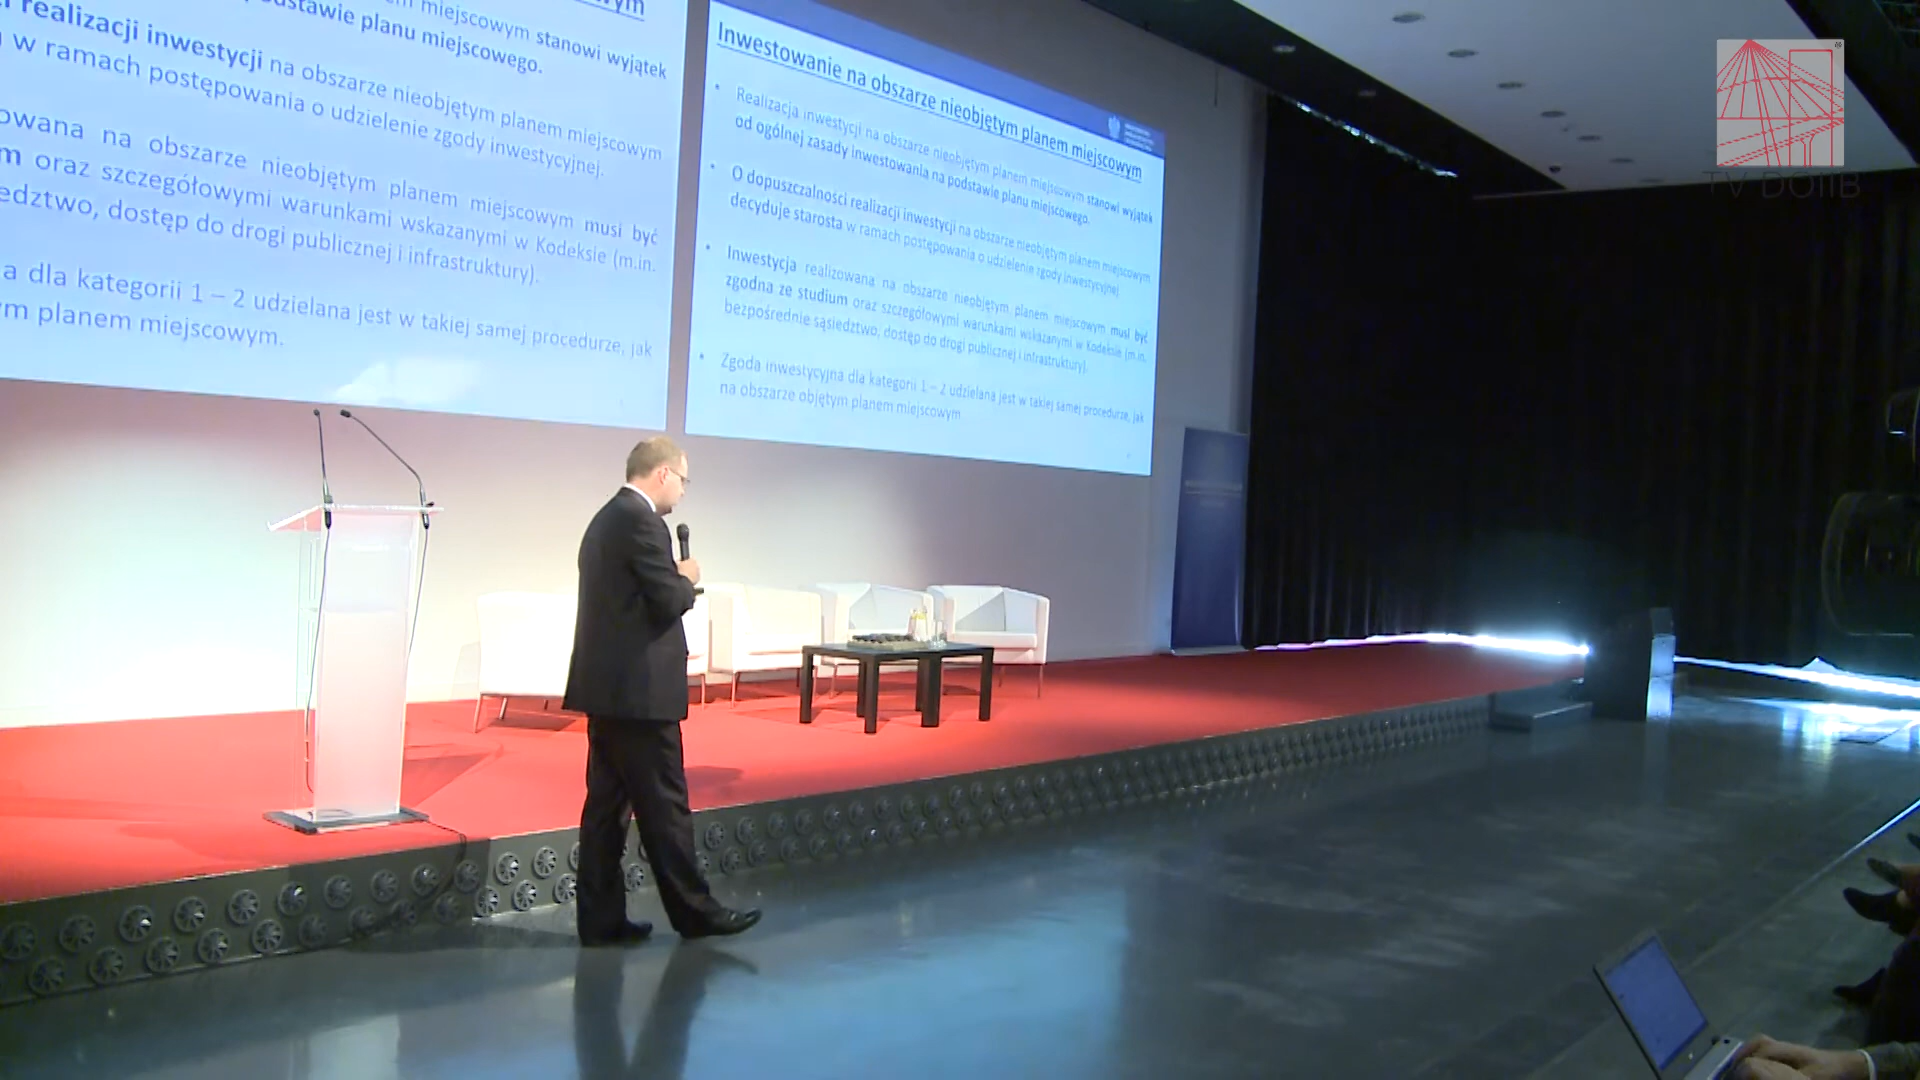 miejscowym stanowi wyjątek
planu miejscowego.
realizacji inwestycji na obszarze nieobjętym planem miejscowym
w ramach postępowania o udzielenie zgody inwestycyjnej.
na obszarze nieobjętym planem miejscowym musi być
oraz szczegółowymi warunkami wskazanymi w Kodeksie (m.in.
dostęp do drogi publicznej i infrastruktury).
dla kategorii 1 – 2 udzielana jest w takiej samej procedurze, jak
planem miejscowym.
Inwestowanie na obszarze nieobjętym planem miejscowym
• Realizacja inwestycji na obszarze nieobjętym planem miejscowym stanowi wyjątek
od ogólnej zasady inwestowania na podstawie planu miejscowego.
• O dopuszczalności realizacji inwestycji na obszarze nieobjętym planem miejscowym
decyduje starosta w ramach postępowania o udzielenie zgody inwestycyjnej
• Inwestycja realizowana na obszarze nieobjętym planem miejscowym musi być
zgodna ze studium oraz szczegółowymi warunkami wskazanymi w Kodeksie (m.in.
bezpośrednie sąsiedztwo, dostęp do drogi publicznej i infrastruktury).
• Zgoda inwestycyjna dla kategorii 1 – 2 udzielana jest w takiej samej procedurze, jak
na obszarze objętym planem miejscowym
TV DOIIB